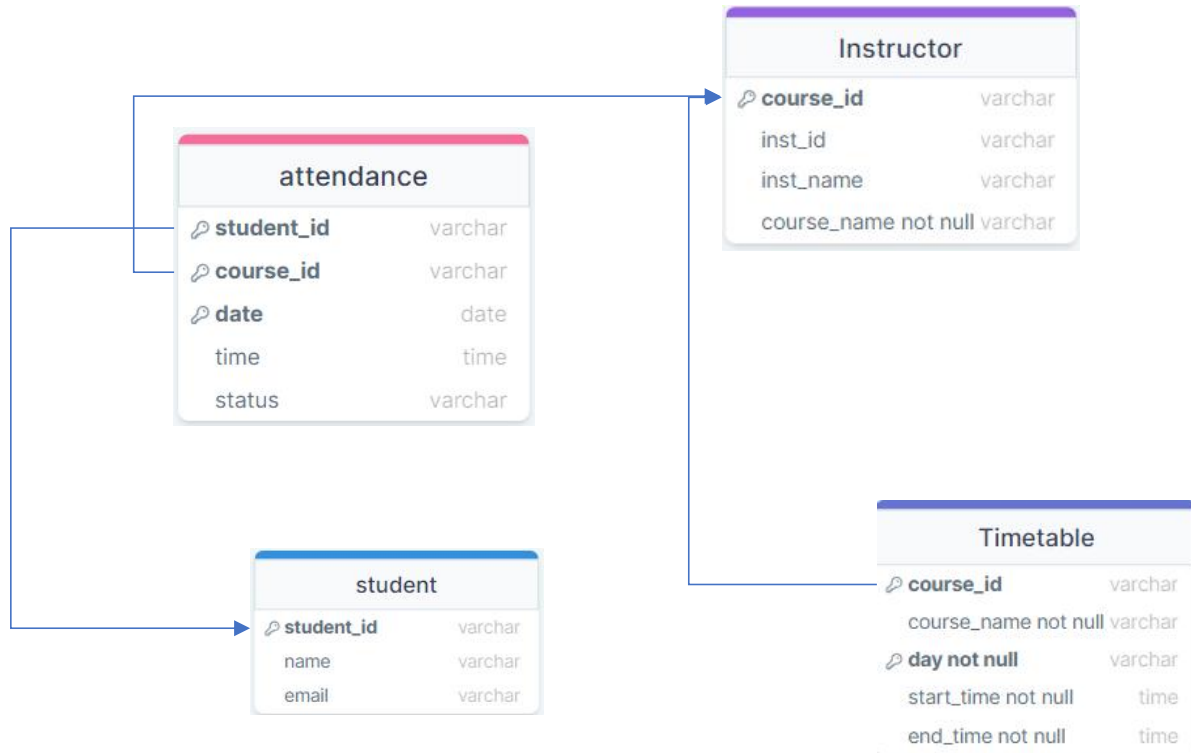 Instructor
course_id varchar
inst_id varchar
inst_name varchar
course_name not null varchar
attendance
student_id varchar
course_id varchar
date date
time time
status varchar
student
student_id varchar
name varchar
email varchar
Timetable
course_id varchar
course_name not null varchar
day not null varchar
start_time not null time
end_time not null time